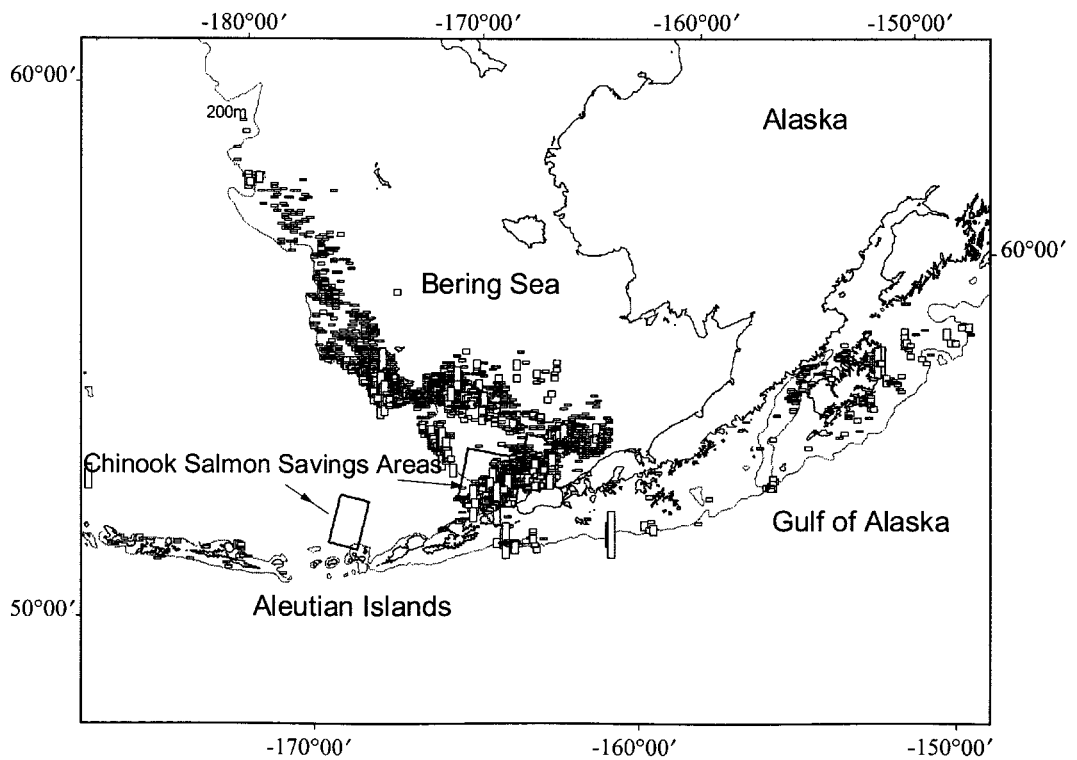 -180°00′ -170°00′ -160°00′ -150°00′
60°00′
200m
Alaska
60°00′
Bering Sea
Chinook Salmon Savings Areas
Gulf of Alaska
Aleutian Islands
50°00′
-170°00′ -160°00′ -150°00′